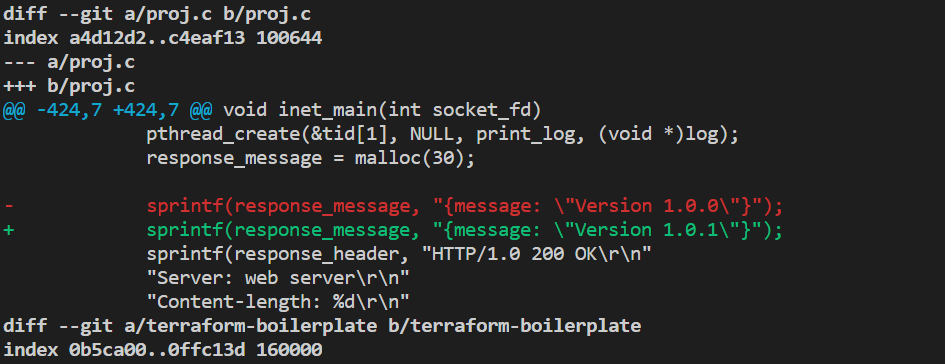 diff --git a/proj.c b/proj.c
index a4d12d2..c4eaf13 100644
--- a/proj.c
+++ b/proj.c
@@ -424,7 +424,7 @@ void inet_main(int socket_fd)
            pthread_create(&tid[1], NULL, print_log, (void *)log);
            response_message = malloc(30);

-            sprintf(response_message, "{message: \"Version 1.0.0\"}");
+            sprintf(response_message, "{message: \"Version 1.0.1\"}");
            sprintf(response_header, "HTTP/1.0 200 OK\r\n"
            "Server: web server\r\n"
            "Content-length: %d\r\n"
diff --git a/terraform-boilerplate b/terraform-boilerplate
index 0b5ca00..0ffc13d 160000